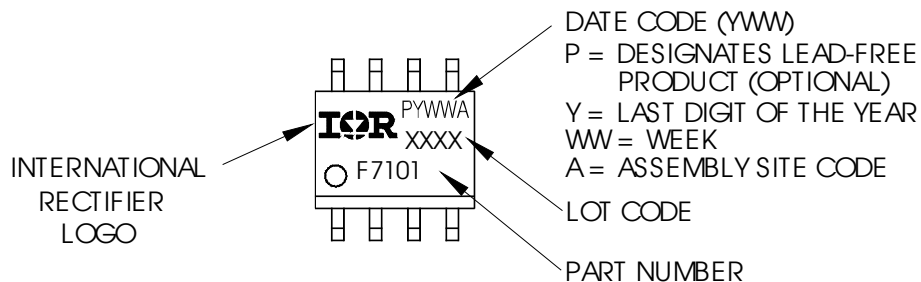 DATE CODE (YWW)
P = DESIGNATES LEAD-FREE
PRODUCT (OPTIONAL)
Y = LAST DIGIT OF THE YEAR
WW = WEEK
A = ASSEMBLY SITE CODE
LOT CODE
PART NUMBER
INTERNATIONAL
RECTIFIER
LOGO
IOR
PYWWA
XXXX
F7101